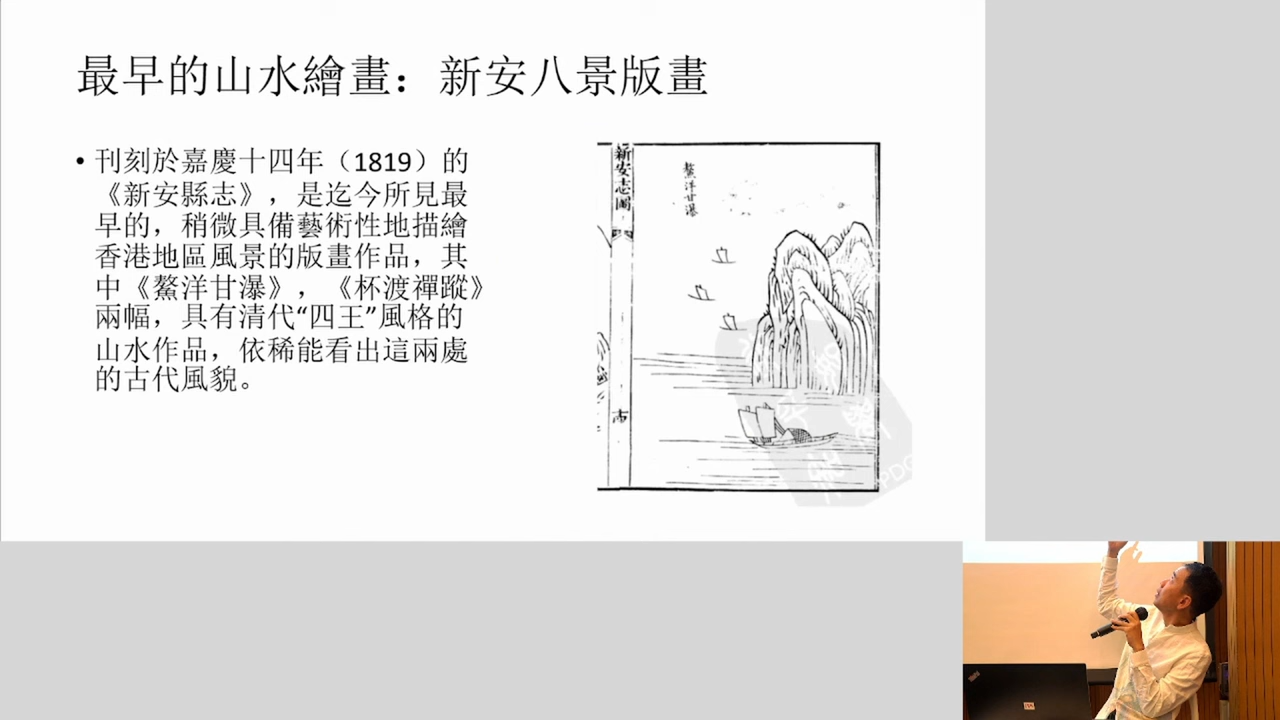 最早的山水繪畫：新安八景版畫
• 刊刻於嘉慶十四年（1819）的
《新安縣志》，是迄今所見最
早的，稍微具備藝術性地描繪
香港地區風景的版畫作品，其
中《鰲洋甘瀑》，《杯渡禪蹤》
兩幅，具有清代“四王”風格的
山水作品，依稀能看出這兩處
的古代風貌。
新安志圖
鰲洋甘瀑
PDG